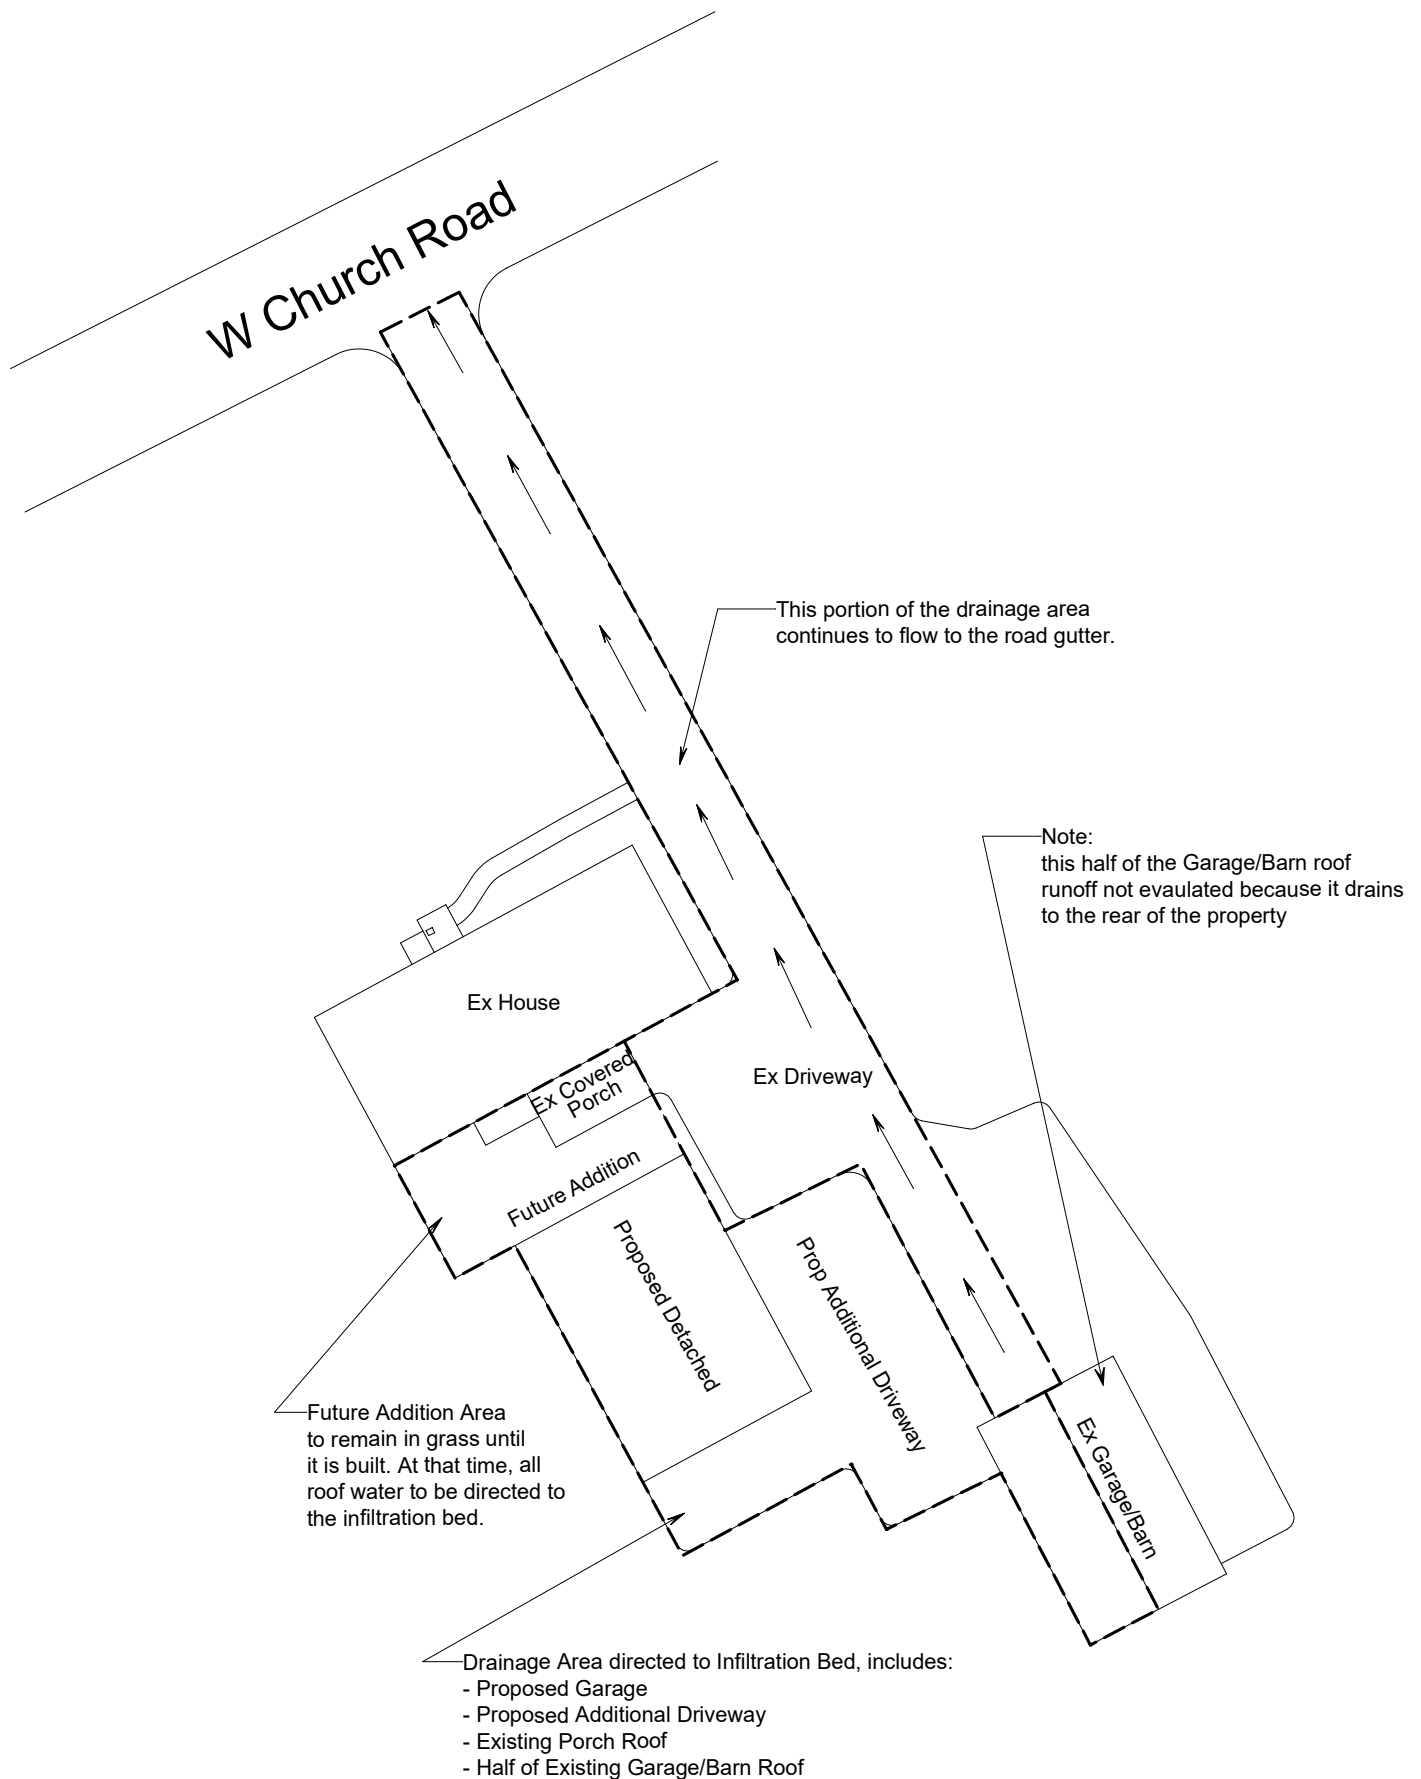 W Church Road
This portion of the drainage area
continues to flow to the road gutter.
Note:
this half of the Garage/Barn roof
runoff not evaulated because it drains
to the rear of the property
Ex House
Ex Covered
Porch
Ex Driveway
Future Addition
Proposed Detached
Prop Additional Driveway
Ex Garage/Barn
Future Addition Area
to remain in grass until
it is built. At that time, all
roof water to be directed to
the infiltration bed.
Drainage Area directed to Infiltration Bed, includes:
- Proposed Garage
- Proposed Additional Driveway
- Existing Porch Roof
- Half of Existing Garage/Barn Roof